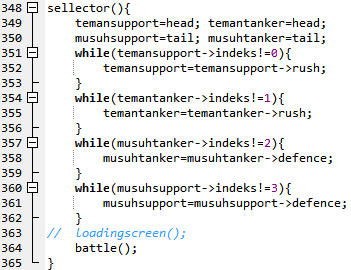 348 sellector(){
349 temansupport=head; temantanker=head;
350 musuhsupport=tail; musuhtanker=tail;
351 while(temansupport->indeks!=0){
352 temansupport=temansupport->rush;
353 }
354 while(temantanker->indeks!=1){
355 temantanker=temantanker->rush;
356 }
357 while(musuhtanker->indeks!=2){
358 musuhtanker=musuhtanker->defence;
359 }
360 while(musuhsupport->indeks!=3){
361 musuhsupport=musuhsupport->defence;
362 }
363 // loadingscreen();
364 battle();
365 }